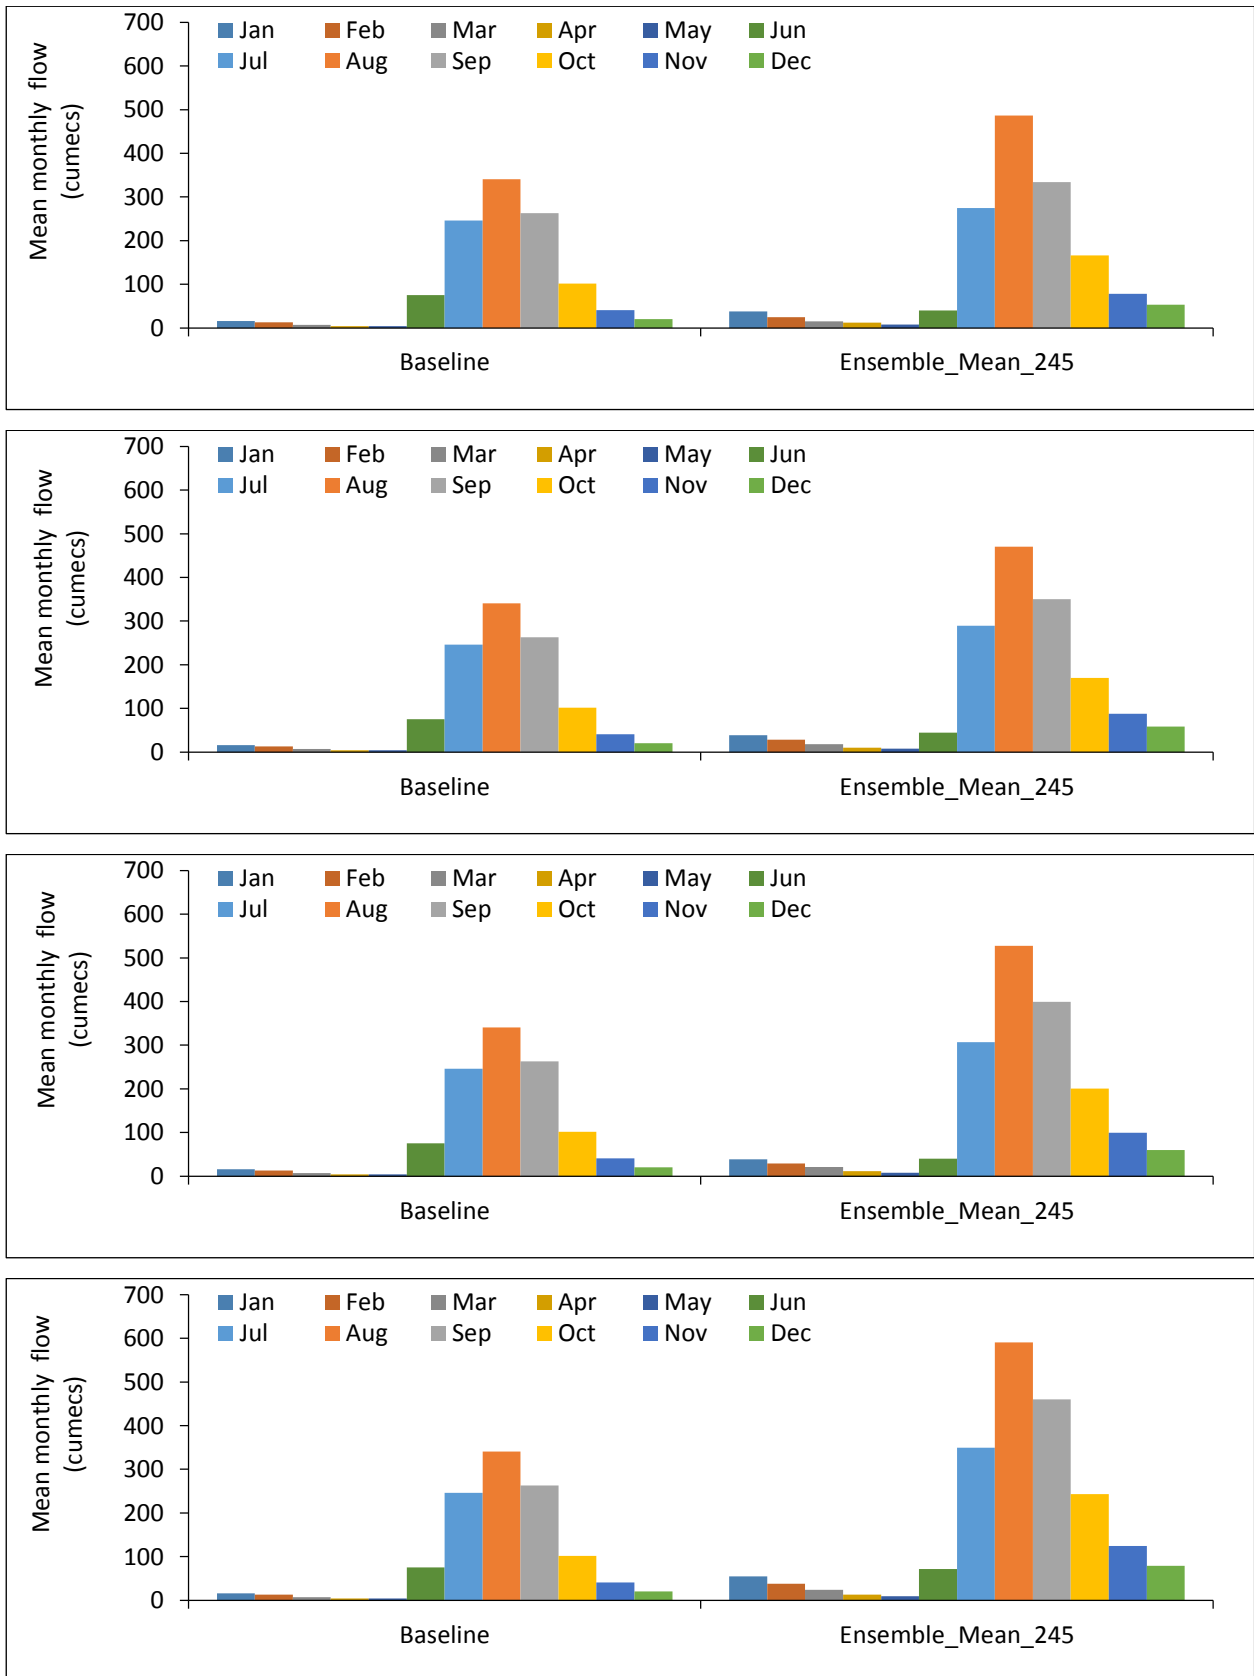 Mean monthly flow
(cumecs)
700
600
500
400
300
200
100
0
Jan Feb Mar Apr May Jun
Jul Aug Sep Oct Nov Dec
Baseline Ensemble_Mean_245
Mean monthly flow
(cumecs)
700
600
500
400
300
200
100
0
Jan Feb Mar Apr May Jun
Jul Aug Sep Oct Nov Dec
Baseline Ensemble_Mean_245
Mean monthly flow
(cumecs)
700
600
500
400
300
200
100
0
Jan Feb Mar Apr May Jun
Jul Aug Sep Oct Nov Dec
Baseline Ensemble_Mean_245
Mean monthly flow
(cumecs)
700
600
500
400
300
200
100
0
Jan Feb Mar Apr May Jun
Jul Aug Sep Oct Nov Dec
Baseline Ensemble_Mean_245